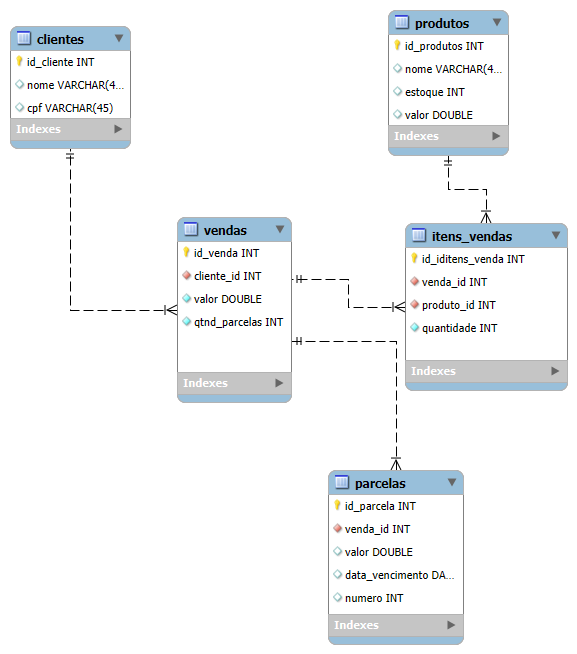 clientes
id_cliente INT
nome VARCHAR(4...
cpf VARCHAR(45)
Indexes
produtos
id_produtos INT
nome VARCHAR(4...
estoque INT
valor DOUBLE
Indexes
vendas
id_venda INT
cliente_id INT
valor DOUBLE
qtnd_parcelas INT
Indexes
itens_vendas
id_iditens_venda INT
venda_id INT
produto_id INT
quantidade INT
Indexes
parcelas
id_parcela INT
venda_id INT
valor DOUBLE
data_vencimento DA...
numero INT
Indexes